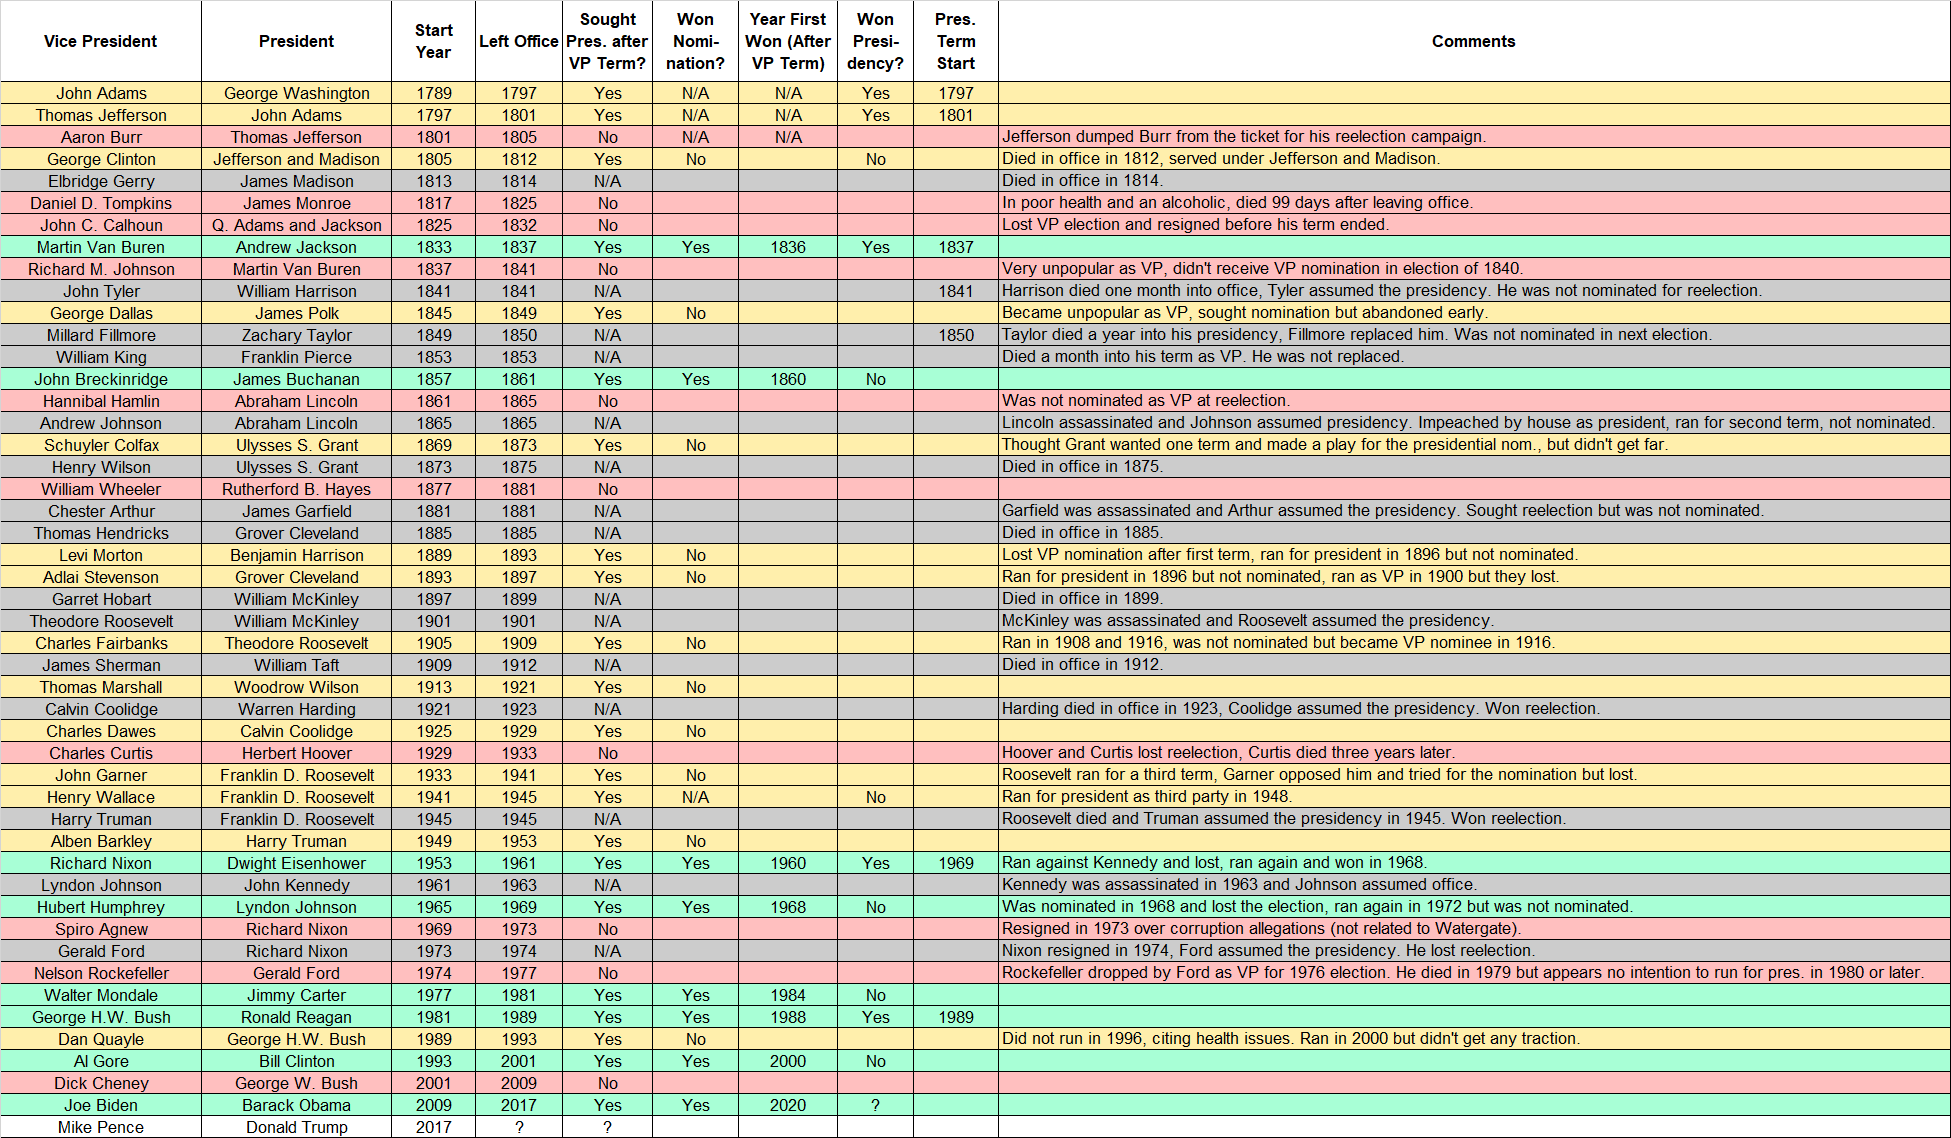 Vice President President Start Year Left Office Sought Pres. after VP Term? Won Nomi-nation? Year First Won (After VP Term) Won Presi-dency? Pres. Term Start Comments
John Adams George Washington 1789 1797 Yes N/A N/A Yes 1797
Thomas Jefferson John Adams 1797 1801 Yes N/A N/A Yes 1801
Aaron Burr Thomas Jefferson 1801 1805 No N/A N/A Jefferson dumped Burr from the ticket for his reelection campaign.
George Clinton Jefferson and Madison 1805 1812 Yes No No Died in office in 1812, served under Jefferson and Madison.
Elbridge Gerry James Madison 1813 1814 N/A Died in office in 1814.
Daniel D. Tompkins James Monroe 1817 1825 No In poor health and an alcoholic, died 99 days after leaving office.
John C. Calhoun Q. Adams and Jackson 1825 1832 No Lost VP election and resigned before his term ended.
Martin Van Buren Andrew Jackson 1833 1837 Yes Yes 1836 Yes 1837
Richard M. Johnson Martin Van Buren 1837 1841 No Very unpopular as VP, didn't receive VP nomination in election of 1840.
John Tyler William Harrison 1841 1841 N/A 1841 Harrison died one month into office, Tyler assumed the presidency. He was not nominated for reelection.
George Dallas James Polk 1845 1849 Yes No Became unpopular as VP, sought nomination but abandoned early.
Millard Fillmore Zachary Taylor 1849 1850 N/A 1850 Taylor died a year into his presidency, Fillmore replaced him. Was not nominated in next election.
William King Franklin Pierce 1853 1853 N/A Died a month into his term as VP. He was not replaced.
John Breckinridge James Buchanan 1857 1861 Yes Yes 1860 No
Hannibal Hamlin Abraham Lincoln 1861 1865 No Was not nominated as VP at reelection.
Andrew Johnson Abraham Lincoln 1865 1865 N/A Lincoln assassinated and Johnson assumed presidency. Impeached by house as president, ran for second term, not nominated.
Schuyler Colfax Ulysses S. Grant 1869 1873 Yes No Thought Grant wanted one term and made a play for the presidential nom., but didn't get far.
Henry Wilson Ulysses S. Grant 1873 1875 N/A Died in office in 1875.
William Wheeler Rutherford B. Hayes 1877 1881 No
Chester Arthur James Garfield 1881 1881 N/A Garfield was assassinated and Arthur assumed the presidency. Sought reelection but was not nominated.
Thomas Hendricks Grover Cleveland 1885 1885 N/A Died in office in 1885.
Levi Morton Benjamin Harrison 1889 1893 Yes No Lost VP nomination after first term, ran for president in 1896 but not nominated.
Adlai Stevenson Grover Cleveland 1893 1897 Yes No Ran for president in 1896 but not nominated, ran as VP in 1900 but they lost.
Garret Hobart William McKinley 1897 1899 N/A Died in office in 1899.
Theodore Roosevelt William McKinley 1901 1901 N/A McKinley was assassinated and Roosevelt assumed the presidency.
Charles Fairbanks Theodore Roosevelt 1905 1909 Yes No Ran in 1908 and 1916, was not nominated but became VP nominee in 1916.
James Sherman William Taft 1909 1912 N/A Died in office in 1912.
Thomas Marshall Woodrow Wilson 1913 1921 Yes No
Calvin Coolidge Warren Harding 1921 1923 N/A Harding died in office in 1923, Coolidge assumed the presidency. Won reelection.
Charles Dawes Calvin Coolidge 1925 1929 Yes No
Charles Curtis Herbert Hoover 1929 1933 No Hoover and Curtis lost reelection, Curtis died three years later.
John Garner Franklin D. Roosevelt 1933 1941 Yes No Roosevelt ran for a third term, Garner opposed him and tried for the nomination but lost.
Henry Wallace Franklin D. Roosevelt 1941 1945 Yes N/A No Ran for president as third party in 1948.
Harry Truman Franklin D. Roosevelt 1945 1945 N/A Roosevelt died and Truman assumed the presidency in 1945. Won reelection.
Alben Barkley Harry Truman 1949 1953 Yes No
Richard Nixon Dwight Eisenhower 1953 1961 Yes Yes 1960 Yes 1969 Ran against Kennedy and lost, ran again and won in 1968.
Lyndon Johnson John Kennedy 1961 1963 N/A Kennedy was assassinated in 1963 and Johnson assumed office.
Hubert Humphrey Lyndon Johnson 1965 1969 Yes Yes 1968 No Was nominated in 1968 and lost the election, ran again in 1972 but was not nominated.
Spiro Agnew Richard Nixon 1969 1973 No Resigned in 1973 over corruption allegations (not related to Watergate).
Gerald Ford Richard Nixon 1973 1974 N/A Nixon resigned in 1974, Ford assumed the presidency. He lost reelection.
Nelson Rockefeller Gerald Ford 1974 1977 No Rockefeller dropped by Ford as VP for 1976 election. He died in 1979 but appears no intention to run for pres. in 1980 or later.
Walter Mondale Jimmy Carter 1977 1981 Yes Yes 1984 No
George H.W. Bush Ronald Reagan 1981 1989 Yes Yes 1988 Yes 1989
Dan Quayle George H.W. Bush 1989 1993 Yes No Did not run in 1996, citing health issues. Ran in 2000 but didn't get any traction.
Al Gore Bill Clinton 1993 2001 Yes Yes 2000 No
Dick Cheney George W. Bush 2001 2009 No
Joe Biden Barack Obama 2009 2017 Yes Yes 2020 ?
Mike Pence Donald Trump 2017 ? ?